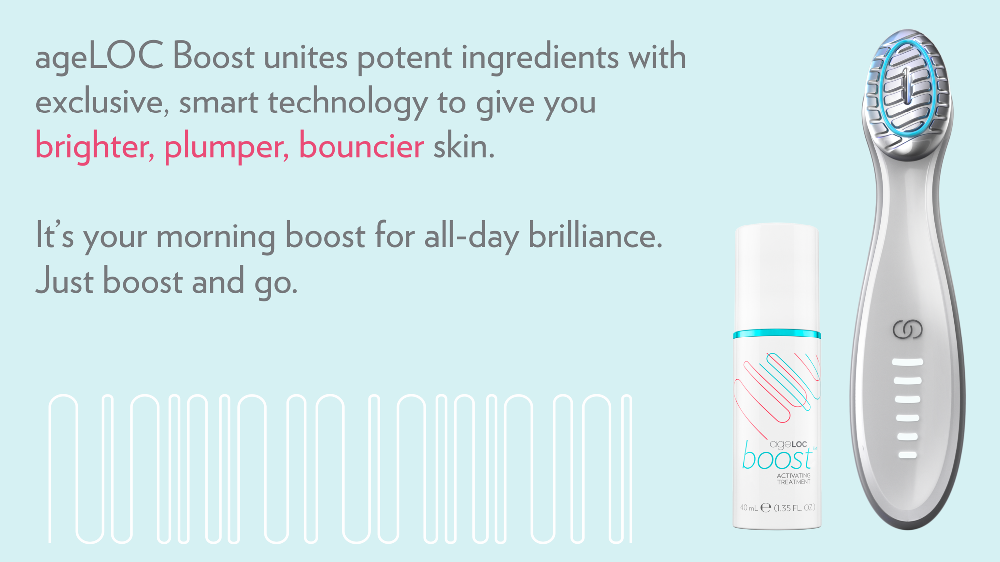 ageLOC Boost unites potent ingredients with
exclusive, smart technology to give you
brighter, plumper, bouncier skin.
It’s your morning boost for all-day brilliance.
Just boost and go.
ageLOC
boost™
ACTIVATING
TREATMENT
40 mL ℮ (1.35 FL. OZ.)